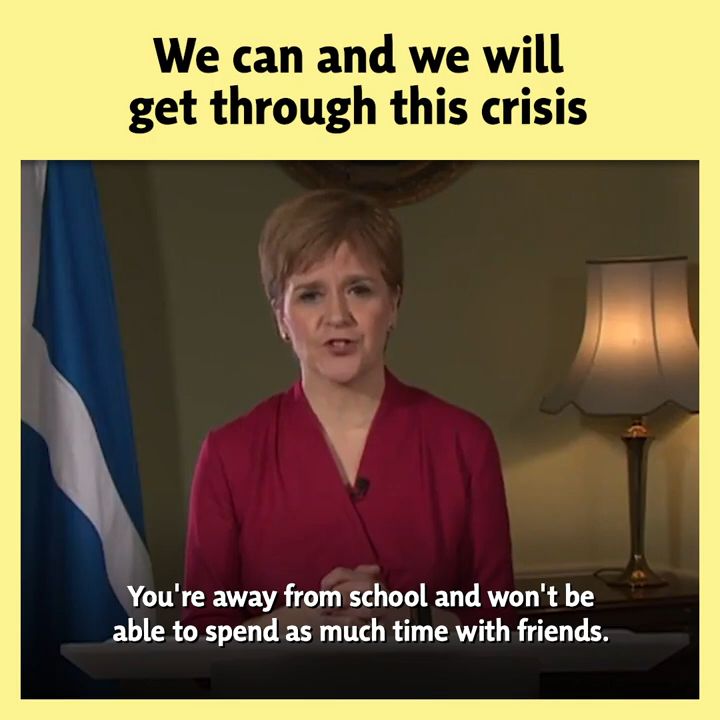 We can and we will
get through this crisis
You're away from school and won't be
able to spend as much time with friends.